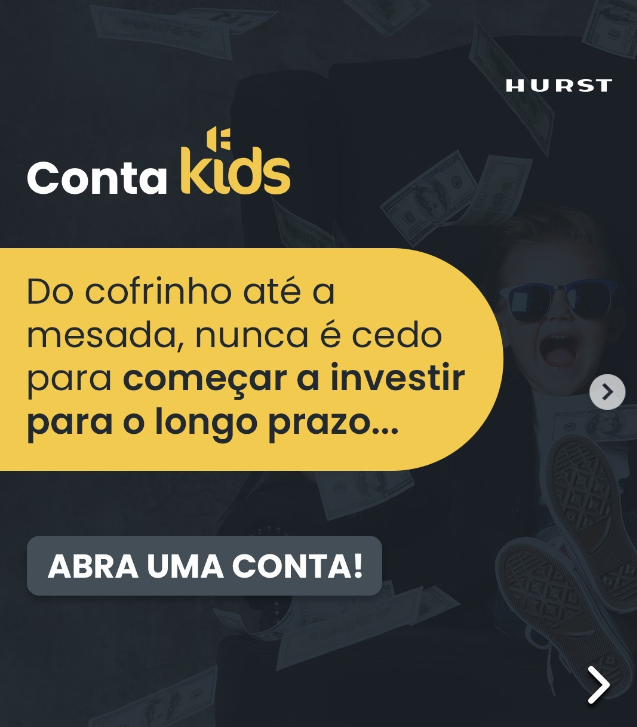 HURST
Conta kids
Do cofrinho até a
mesada, nunca é cedo
para começar a investir
para o longo prazo...
ABRA UMA CONTA!